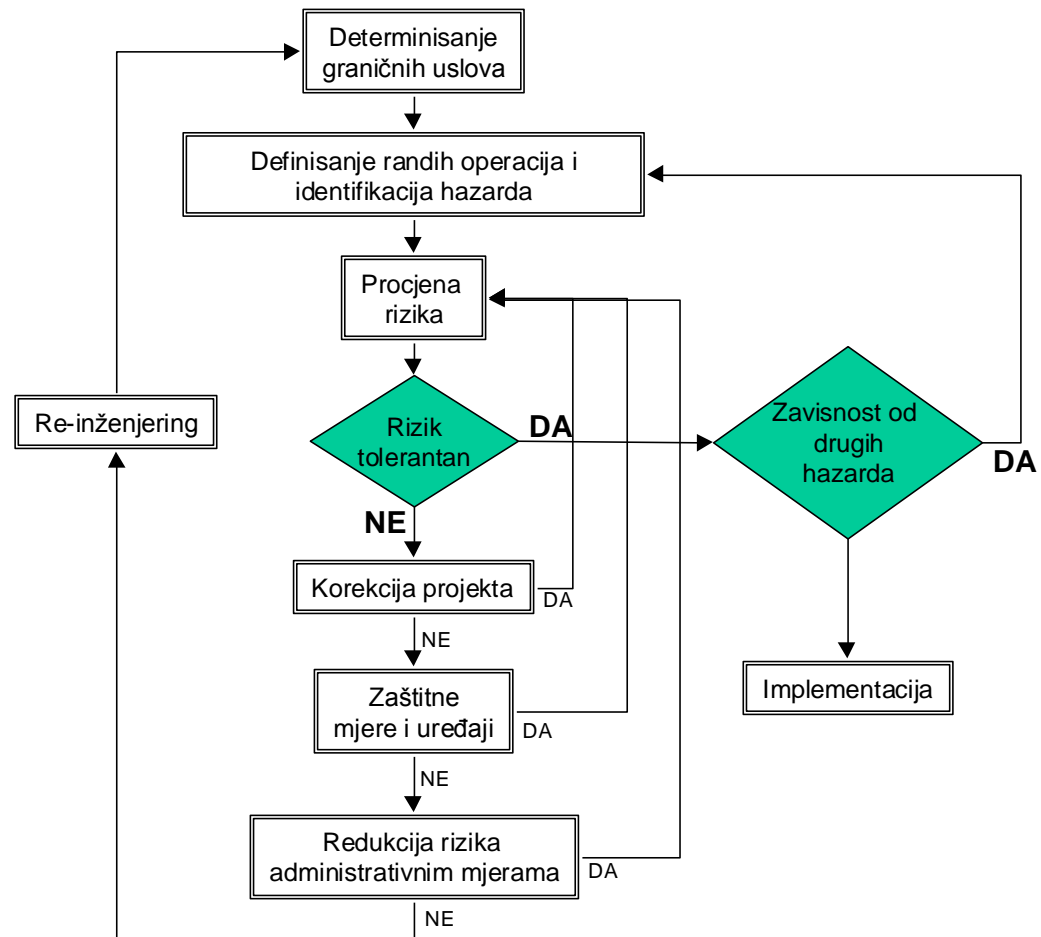 Determinisanje
graničnih uslova
Definisanje randih operacija i
identifikacija hazarda
Procjena
rizika
Re-inženjering
Rizik
tolerantan
DA
Zavisnost od
drugih
hazarda
DA
NE
Korekcija projekta
DA
NE
Zaštitne
mjere i uređaji
DA
Implementacija
NE
Redukcija rizika
administrativnim mjerama
DA
NE